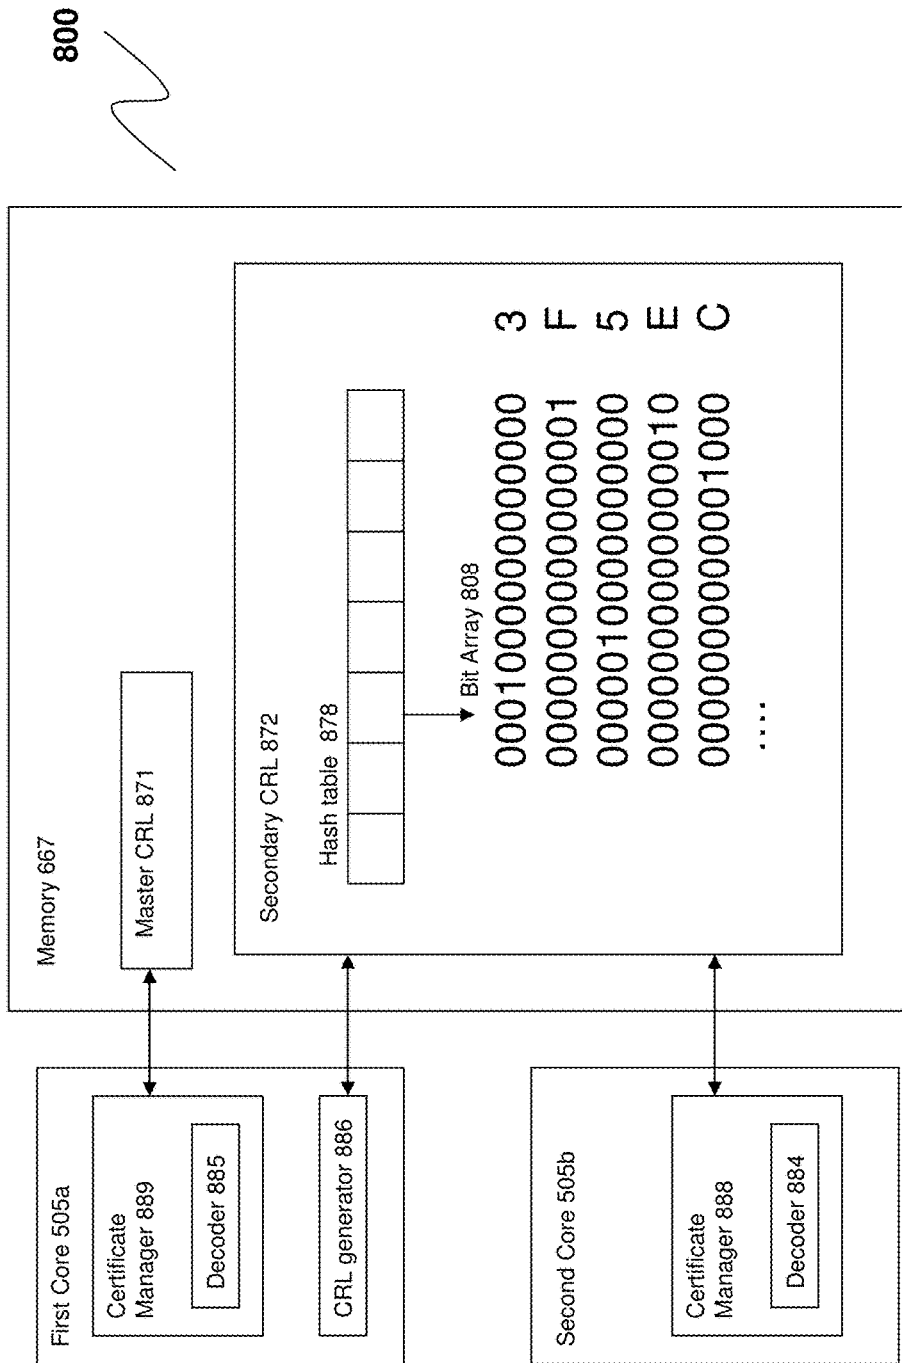 800
Memory 667
Master CRL 871
Secondary CRL 872
Hash table 878
Bit Array 808
0001000000000000 3
0000000000000001 F
0000010000000000 5
0000000000000010 E
0000000000001000 C
....
First Core 505a
Certificate
Manager 889
Decoder 885
CRL generator 886
Second Core 505b
Certificate
Manager 888
Decoder 884